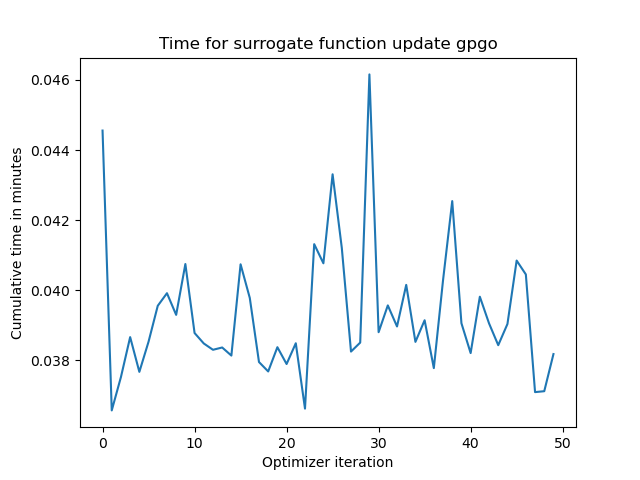 Time for surrogate function update gpgo
Cumulative time in minutes
0.046
0.044
0.042
0.040
0.038
0 10 20 30 40 50
Optimizer iteration